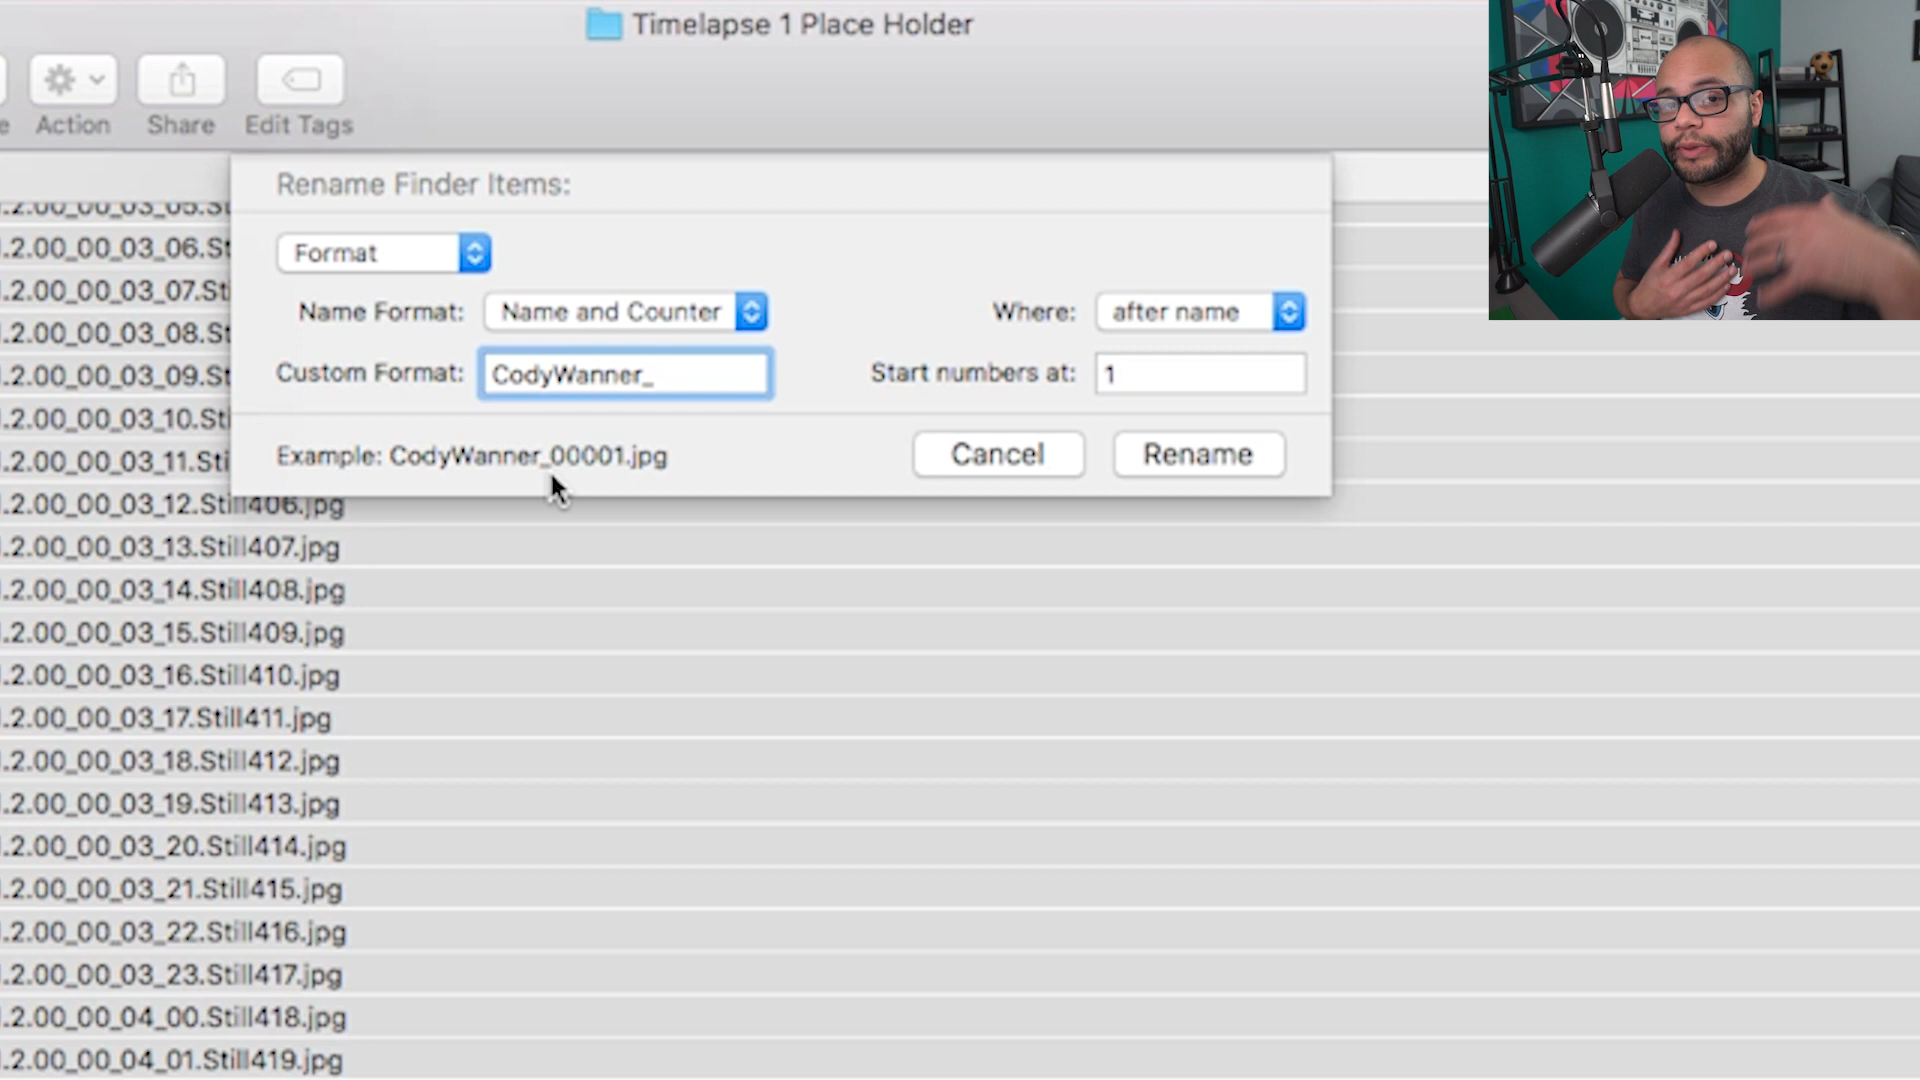 Timelapse 1 Place Holder
Action
Share
Edit Tags
Rename Finder Items:
Format
Name Format: Name and Counter
Where: after name
Custom Format: CodyWanner_
Start numbers at: 1
Example: CodyWanner_00001.jpg
Cancel
Rename
.2.00_00_03_05.St
.2.00_00_03_06.St
.2.00_00_03_07.St
.2.00_00_03_08.St
.2.00_00_03_09.St
.2.00_00_03_10.St
.2.00_00_03_11.Sti
.2.00_00_03_12.Still406.jpg
.2.00_00_03_13.Still407.jpg
.2.00_00_03_14.Still408.jpg
.2.00_00_03_15.Still409.jpg
.2.00_00_03_16.Still410.jpg
.2.00_00_03_17.Still411.jpg
.2.00_00_03_18.Still412.jpg
.2.00_00_03_19.Still413.jpg
.2.00_00_03_20.Still414.jpg
.2.00_00_03_21.Still415.jpg
.2.00_00_03_22.Still416.jpg
.2.00_00_03_23.Still417.jpg
.2.00_00_04_00.Still418.jpg
.2.00_00_04_01.Still419.jpg